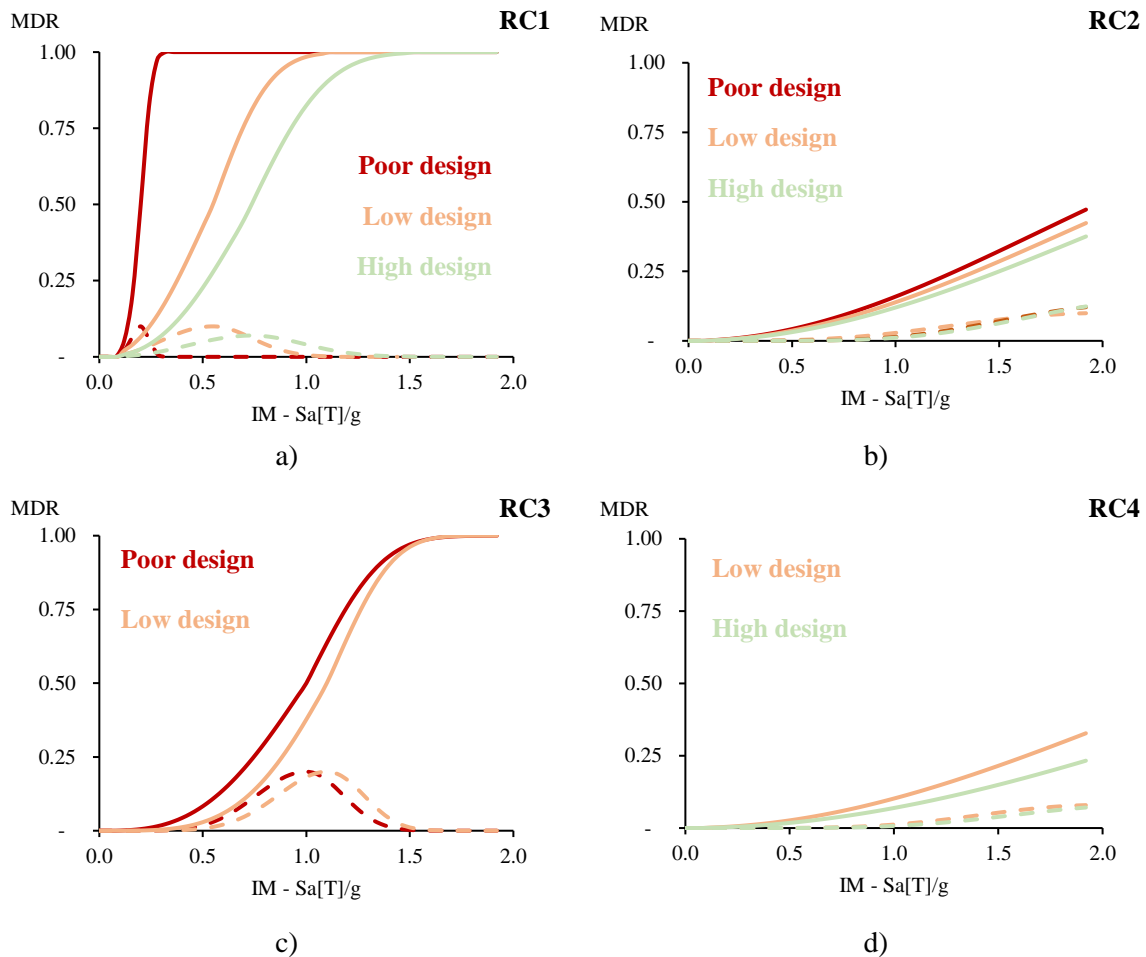 MDR RC1
1.00
0.75
0.50
0.25
-
Poor design
Low design
High design
0.0 0.5 1.0 1.5 2.0
IM - Sa[T]/g
a)
MDR RC2
1.00
0.75
0.50
0.25
-
Poor design
Low design
High design
0.0 0.5 1.0 1.5 2.0
IM - Sa[T]/g
b)
MDR RC3
1.00
0.75
0.50
0.25
-
Poor design
Low design
0.0 0.5 1.0 1.5 2.0
IM - Sa[T]/g
c)
MDR RC4
1.00
0.75
0.50
0.25
-
Low design
High design
0.0 0.5 1.0 1.5 2.0
IM - Sa[T]/g
d)